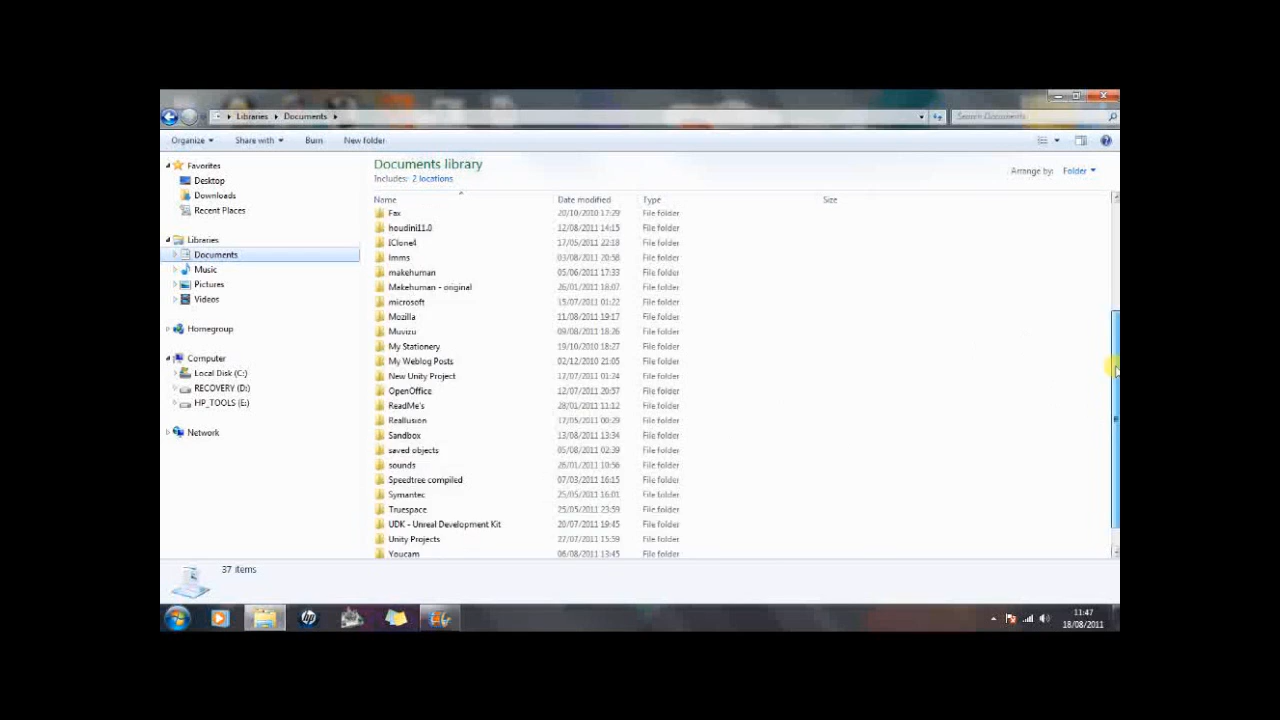 Libraries Documents
Search Documents
Organize Share with Burn New folder
Favorites
Desktop
Downloads
Recent Places
Libraries
Documents
Music
Pictures
Videos
Homegroup
Computer
Local Disk (C:)
RECOVERY (D:)
HP_TOOLS (E:)
Network
Documents library
Includes: 2 locations
Arrange by: Folder
Name Date modified Type Size
Fax 20/10/2010 17:29 File folder
houdini11.0 12/08/2011 14:15 File folder
IClone4 17/05/2011 22:18 File folder
lmms 03/08/2011 20:58 File folder
makehuman 05/06/2011 17:33 File folder
Makehuman - original 26/01/2011 18:07 File folder
microsoft 15/07/2011 01:22 File folder
Mozilla 11/08/2011 19:17 File folder
Muvizu 09/08/2011 18:26 File folder
My Stationery 19/10/2010 18:27 File folder
My Weblog Posts 02/12/2010 21:05 File folder
New Unity Project 17/07/2011 01:24 File folder
OpenOffice 12/07/2011 20:57 File folder
ReadMe's 28/01/2011 11:12 File folder
Reallusion 17/05/2011 00:29 File folder
Sandbox 13/08/2011 13:34 File folder
saved objects 05/08/2011 02:39 File folder
sounds 26/01/2011 10:56 File folder
Speedtree compiled 07/03/2011 16:15 File folder
Symantec 25/05/2011 16:01 File folder
Truespace 25/05/2011 23:59 File folder
UDK - Unreal Development Kit 20/07/2011 19:45 File folder
Unity Projects 27/07/2011 15:59 File folder
Youcam 06/08/2011 13:45 File folder
37 items
11:47
18/08/2011